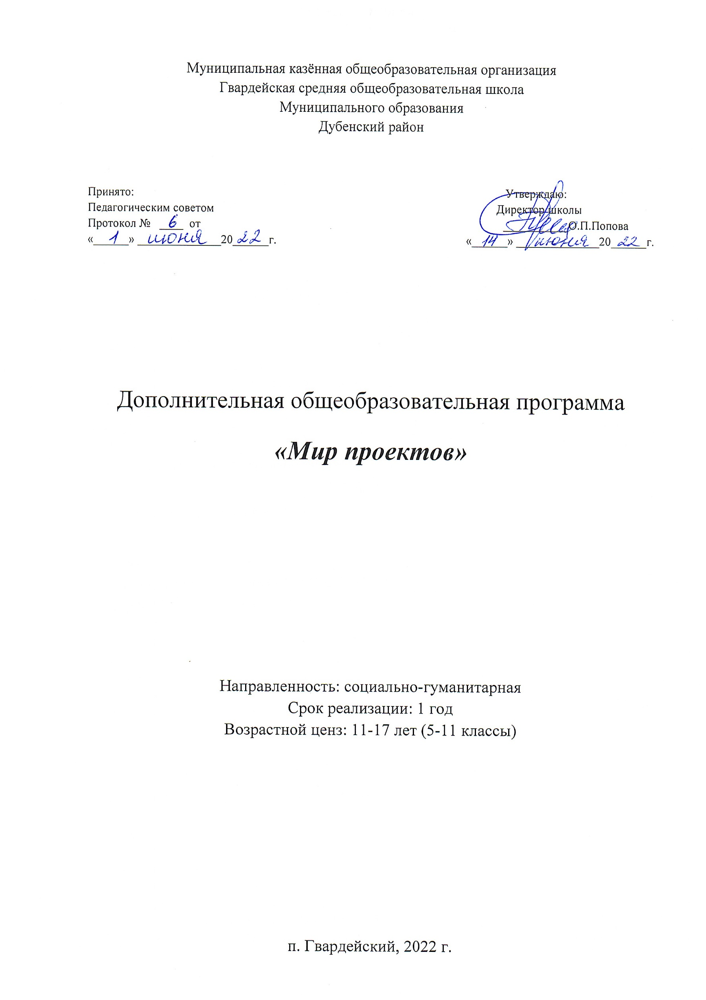 Муниципальная казённая общеобразовательная организация
Гвардейская средняя общеобразовательная школа
Муниципального образования
Дубенский район
Принято:
Педагогическим советом
Протокол № 6 от
«1» июня 2022 г.
Утверждаю:
Директор школы
О.П.Попова
«14» июня 2022 г.
Дополнительная общеобразовательная программа
«Мир проектов»
Направленность: социально-гуманитарная
Срок реализации: 1 год
Возрастной ценз: 11-17 лет (5-11 классы)
п. Гвардейский, 2022 г.